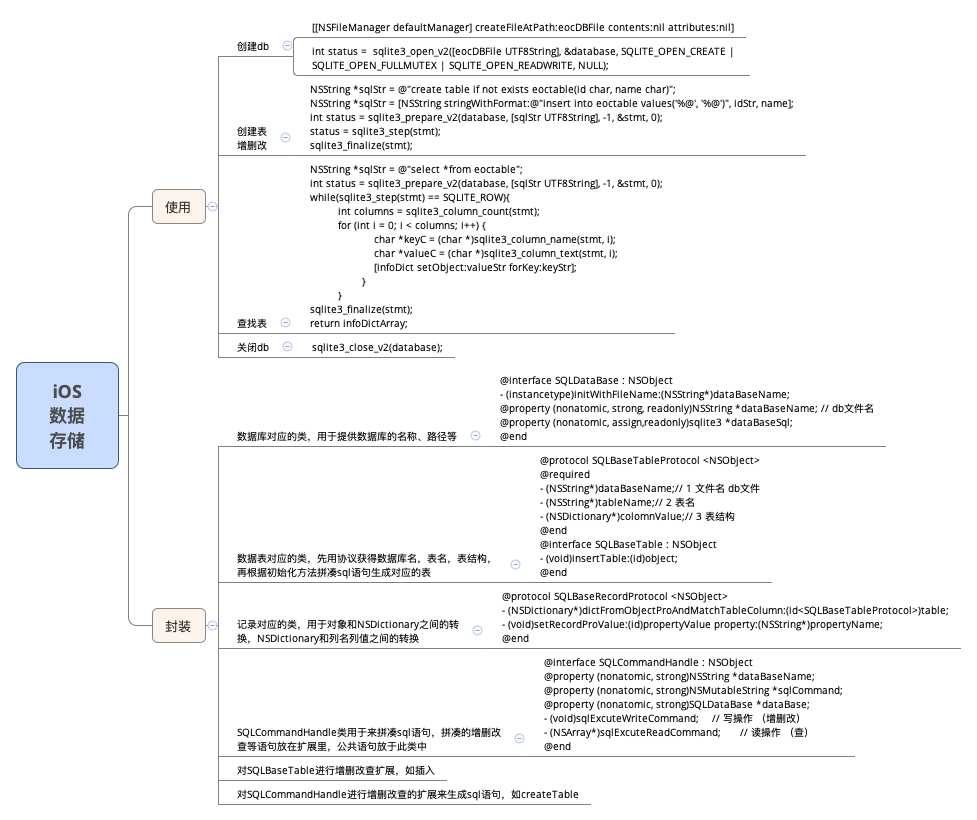 iOS
数据
存储
使用
创建db
[[NSFileManager defaultManager] createFileAtPath:eocDBFile contents:nil attributes:nil]
int status =  sqlite3_open_v2([eocDBFile UTF8String], &database, SQLITE_OPEN_CREATE |
SQLITE_OPEN_FULLMUTEX | SQLITE_OPEN_READWRITE, NULL);
创建表
增删改
NSString *sqlStr = @"create table if not exists eoctable(id char, name char)";
NSString *sqlStr = [NSString stringWithFormat:@"insert into eoctable values('%@', '%@')", idStr, name];
int status = sqlite3_prepare_v2(database, [sqlStr UTF8String], -1, &stmt, 0);
status = sqlite3_step(stmt);
sqlite3_finalize(stmt);
查找表
NSString *sqlStr = @"select *from eoctable";
int status = sqlite3_prepare_v2(database, [sqlStr UTF8String], -1, &stmt, 0);
while(sqlite3_step(stmt) == SQLITE_ROW){
int columns = sqlite3_column_count(stmt);
for (int i = 0; i < columns; i++) {
char *keyC = (char *)sqlite3_column_name(stmt, i);
char *valueC = (char *)sqlite3_column_text(stmt, i);
[infoDict setObject:valueStr forKey:keyStr];
}
}
sqlite3_finalize(stmt);
return infoDictArray;
关闭db
sqlite3_close_v2(database);
封装
数据库对应的类，用于提供数据库的名称、路径等
@interface SQLDataBase : NSObject
- (instancetype)initWithFileName:(NSString*)dataBaseName;
@property (nonatomic, strong, readonly)NSString *dataBaseName; // db文件名
@property (nonatomic, assign,readonly)sqlite3 *dataBaseSql;
@end
数据表对应的类，先用协议获得数据库名，表名，表结构，
再根据初始化方法拼凑sql语句生成对应的表
@protocol SQLBaseTableProtocol <NSObject>
@required
- (NSString*)dataBaseName;// 1 文件名 db文件
- (NSString*)tableName;// 2 表名
- (NSDictionary*)colomnValue;// 3 表结构
@end
@interface SQLBaseTable : NSObject
- (void)insertTable:(id)object;
@end
记录对应的类，用于对象和NSDictionary之间的转
换，NSDictionary和列名列值之间的转换
@protocol SQLBaseRecordProtocol <NSObject>
- (NSDictionary*)dictFromObjectProAndMatchTableColumn:(id<SQLBaseTableProtocol>)table;
- (void)setRecordProValue:(id)propertyValue property:(NSString*)propertyName;
@end
SQLCommandHandle类用于来拼凑sql语句，拼凑的增删改
查等语句放在扩展里，公共语句放于此类中
@interface SQLCommandHandle : NSObject
@property (nonatomic, strong)NSString *dataBaseName;
@property (nonatomic, strong)NSMutableString *sqlCommand;
@property (nonatomic, strong)SQLDataBase *dataBase;
- (void)sqlExcuteWriteCommand;    // 写操作 （增删改）
- (NSArray*)sqlExcuteReadCommand;      // 读操作 （查）
@end
对SQLBaseTable进行增删改查扩展，如插入
对SQLCommandHandle进行增删改查的扩展来生成sql语句，如createTable